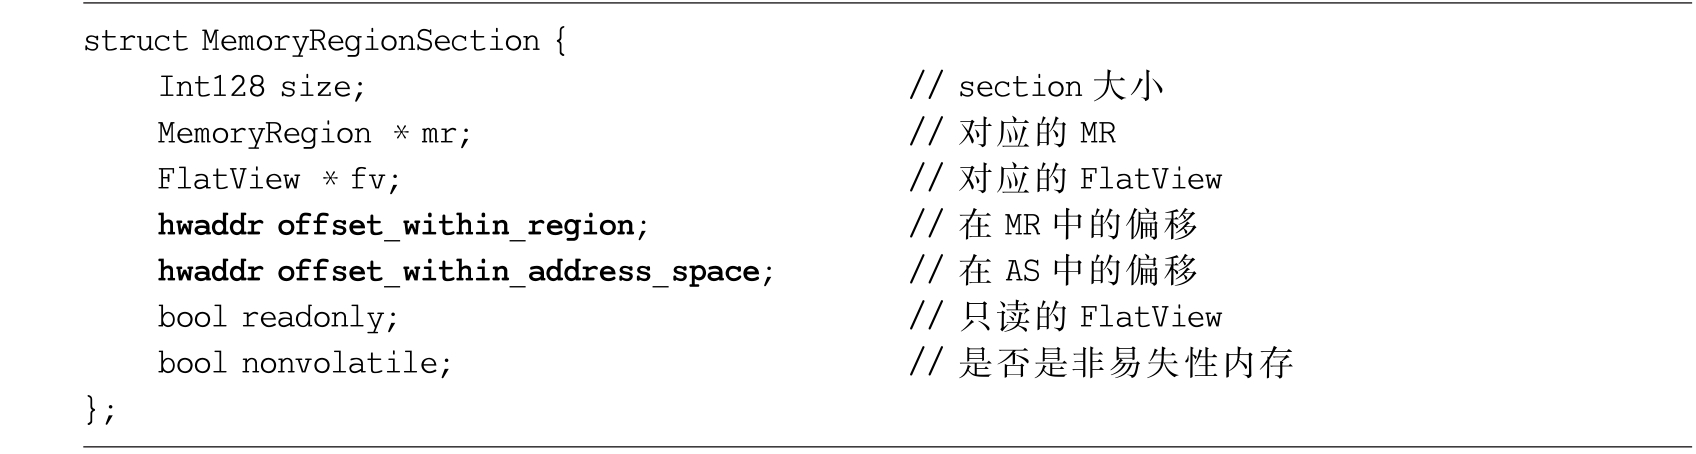 struct MemoryRegionSection {
Int128 size; // section 大小
MemoryRegion * mr; // 对应的 MR
FlatView * fv; // 对应的 FlatView
hwaddr offset_within_region; // 在 MR 中的偏移
hwaddr offset_within_address_space; // 在 AS 中的偏移
bool readonly; // 只读的 FlatView
bool nonvolatile; // 是否是非易失性内存
};